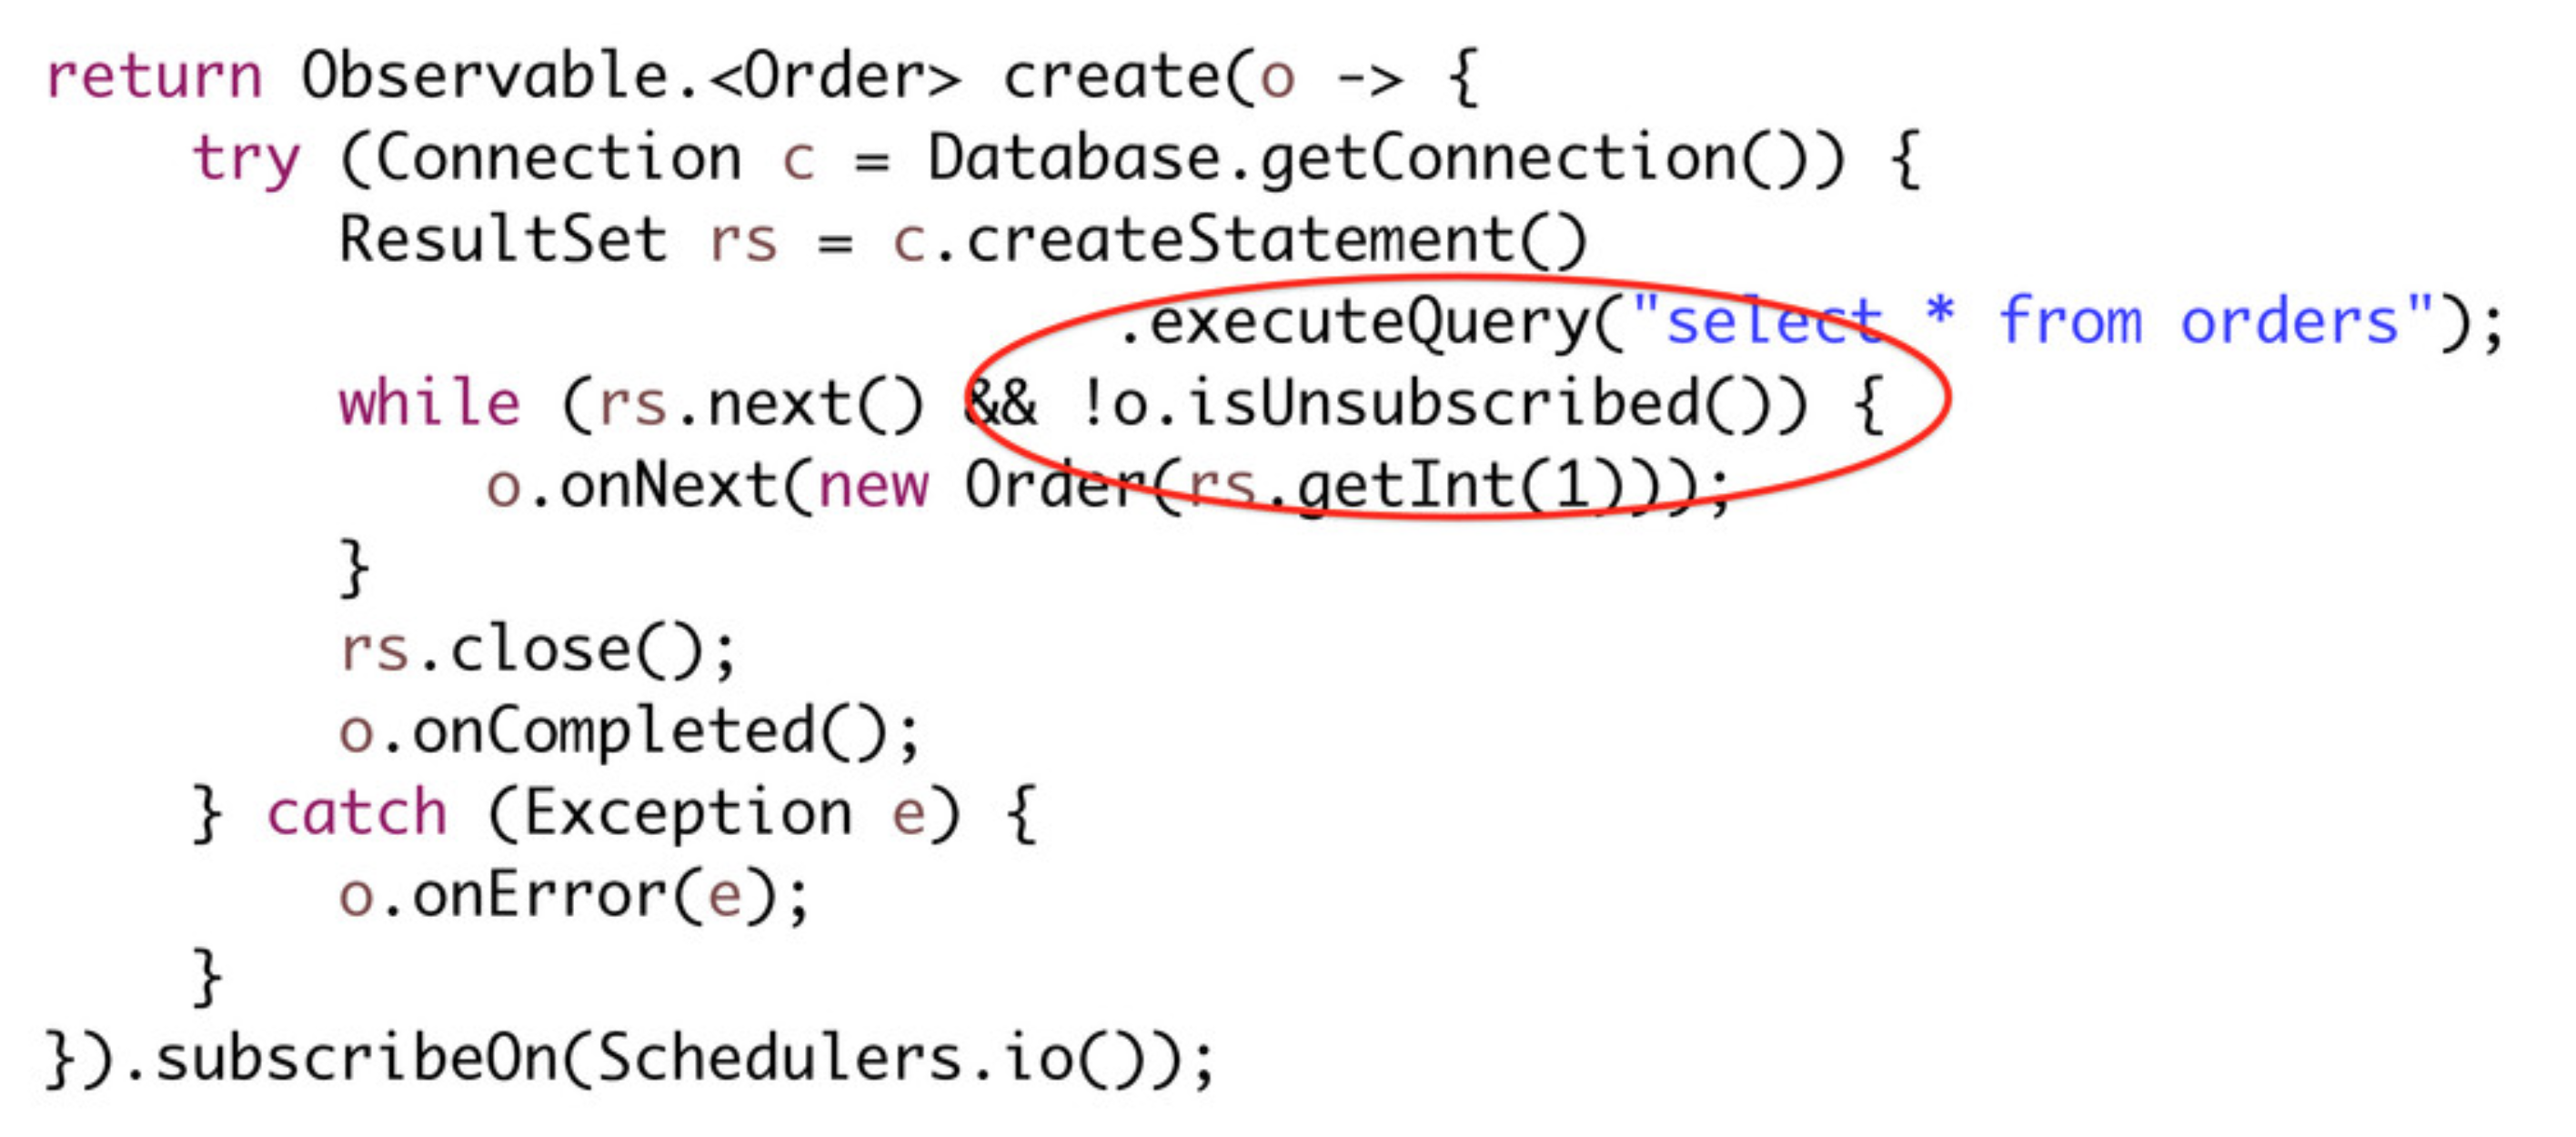 return Observable.<Order> create(o -> {
    try (Connection c = Database.getConnection()) {
        ResultSet rs = c.createStatement()
                             .executeQuery("select * from orders");
        while (rs.next() && !o.isUnsubscribed()) {
            o.onNext(new Order(rs.getInt(1)));
        }
        rs.close();
        o.onCompleted();
    } catch (Exception e) {
        o.onError(e);
    }
}).subscribeOn(Schedulers.io());